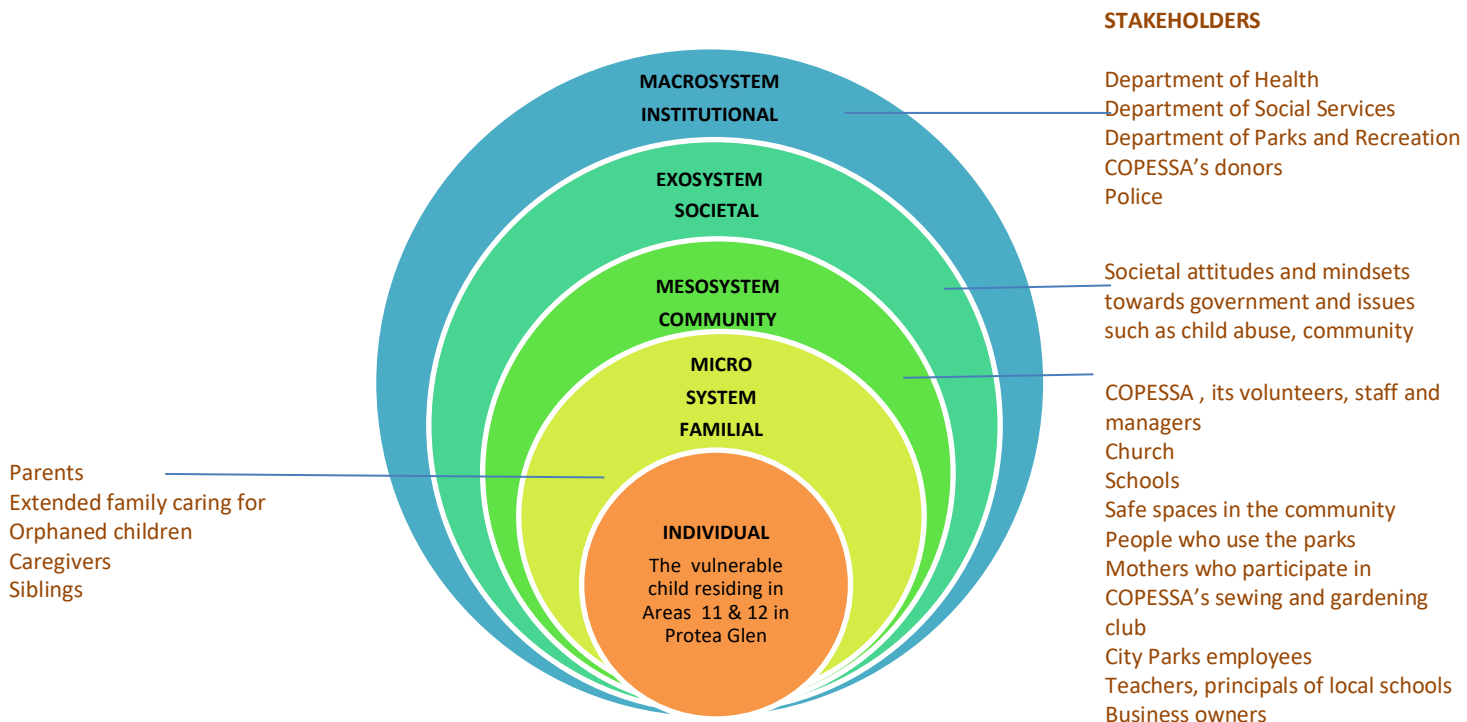 STAKEHOLDERS
MACROSYSTEM
INSTITUTIONAL
Department of Health
Department of Social Services
Department of Parks and Recreation
COPESSA’s donors
Police
EXOSYSTEM
SOCIETAL
Societal attitudes and mindsets
towards government and issues
such as child abuse, community
MESOSYSTEM
COMMUNITY
COPESSA , its volunteers, staff and
managers
Church
Schools
Safe spaces in the community
People who use the parks
Mothers who participate in
COPESSA’s sewing and gardening
club
City Parks employees
Teachers, principals of local schools
Business owners
MICRO
SYSTEM
FAMILIAL
Parents
Extended family caring for
Orphaned children
Caregivers
Siblings
INDIVIDUAL
The vulnerable
child residing in
Areas 11 & 12 in
Protea Glen